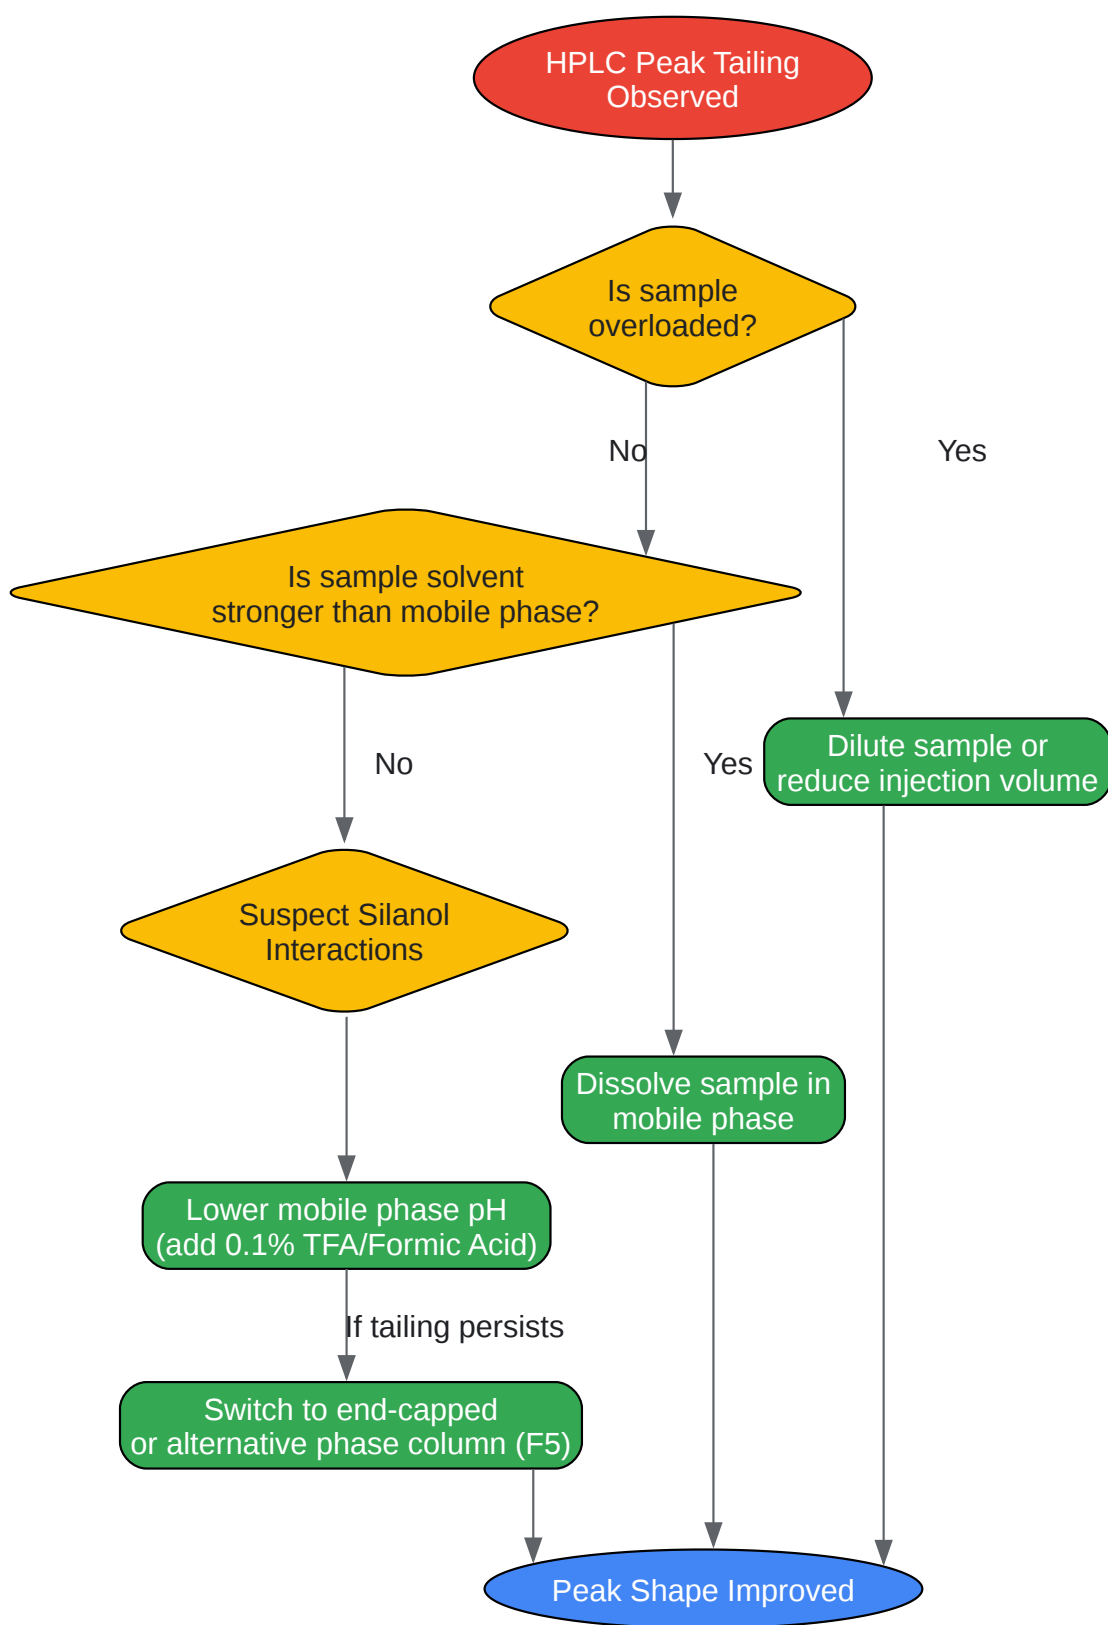 HPLC Peak Tailing
Observed
Is sample
overloaded?
No
Yes
Is sample solvent
stronger than mobile phase?
Dilute sample or
reduce injection volume
No
Yes
Suspect Silanol
Interactions
Dissolve sample in
mobile phase
Lower mobile phase pH
(add 0.1% TFA/Formic Acid)
If tailing persists
Switch to end-capped
or alternative phase column (F5)
Peak Shape Improved